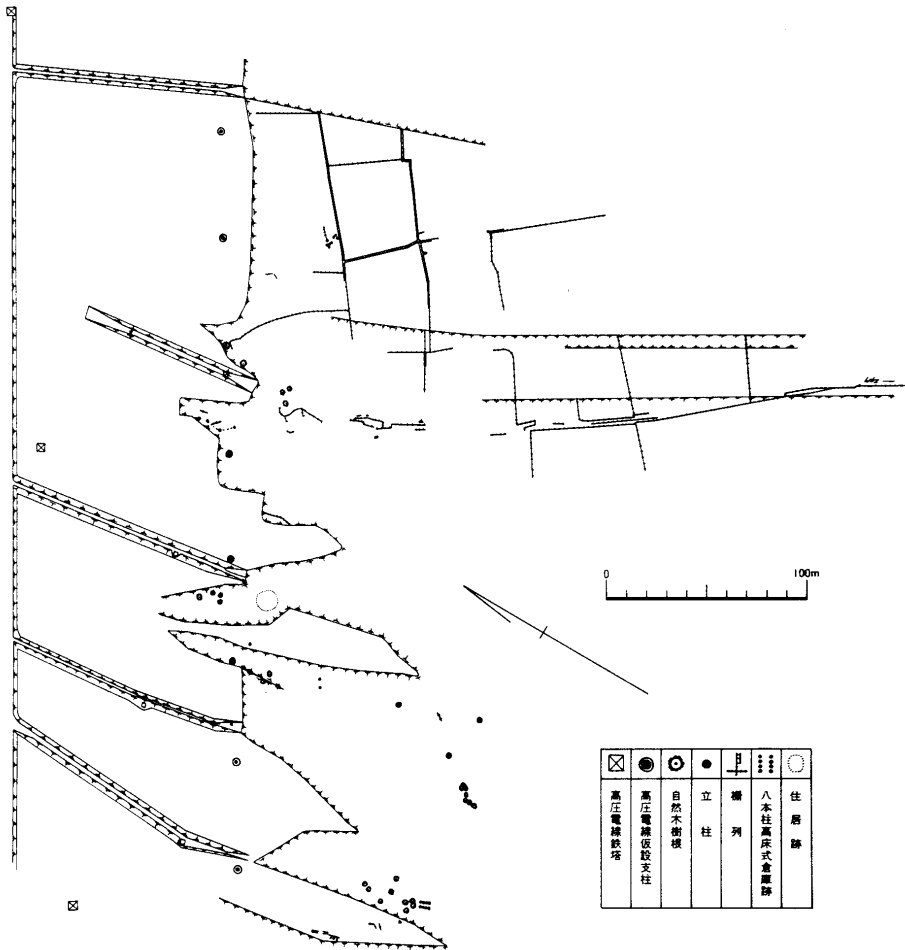 0 100m
高圧電線鉄塔
高圧電線仮設支柱
自然木樹根
立柱
柵列
八本柱高床式倉庫跡
住居跡